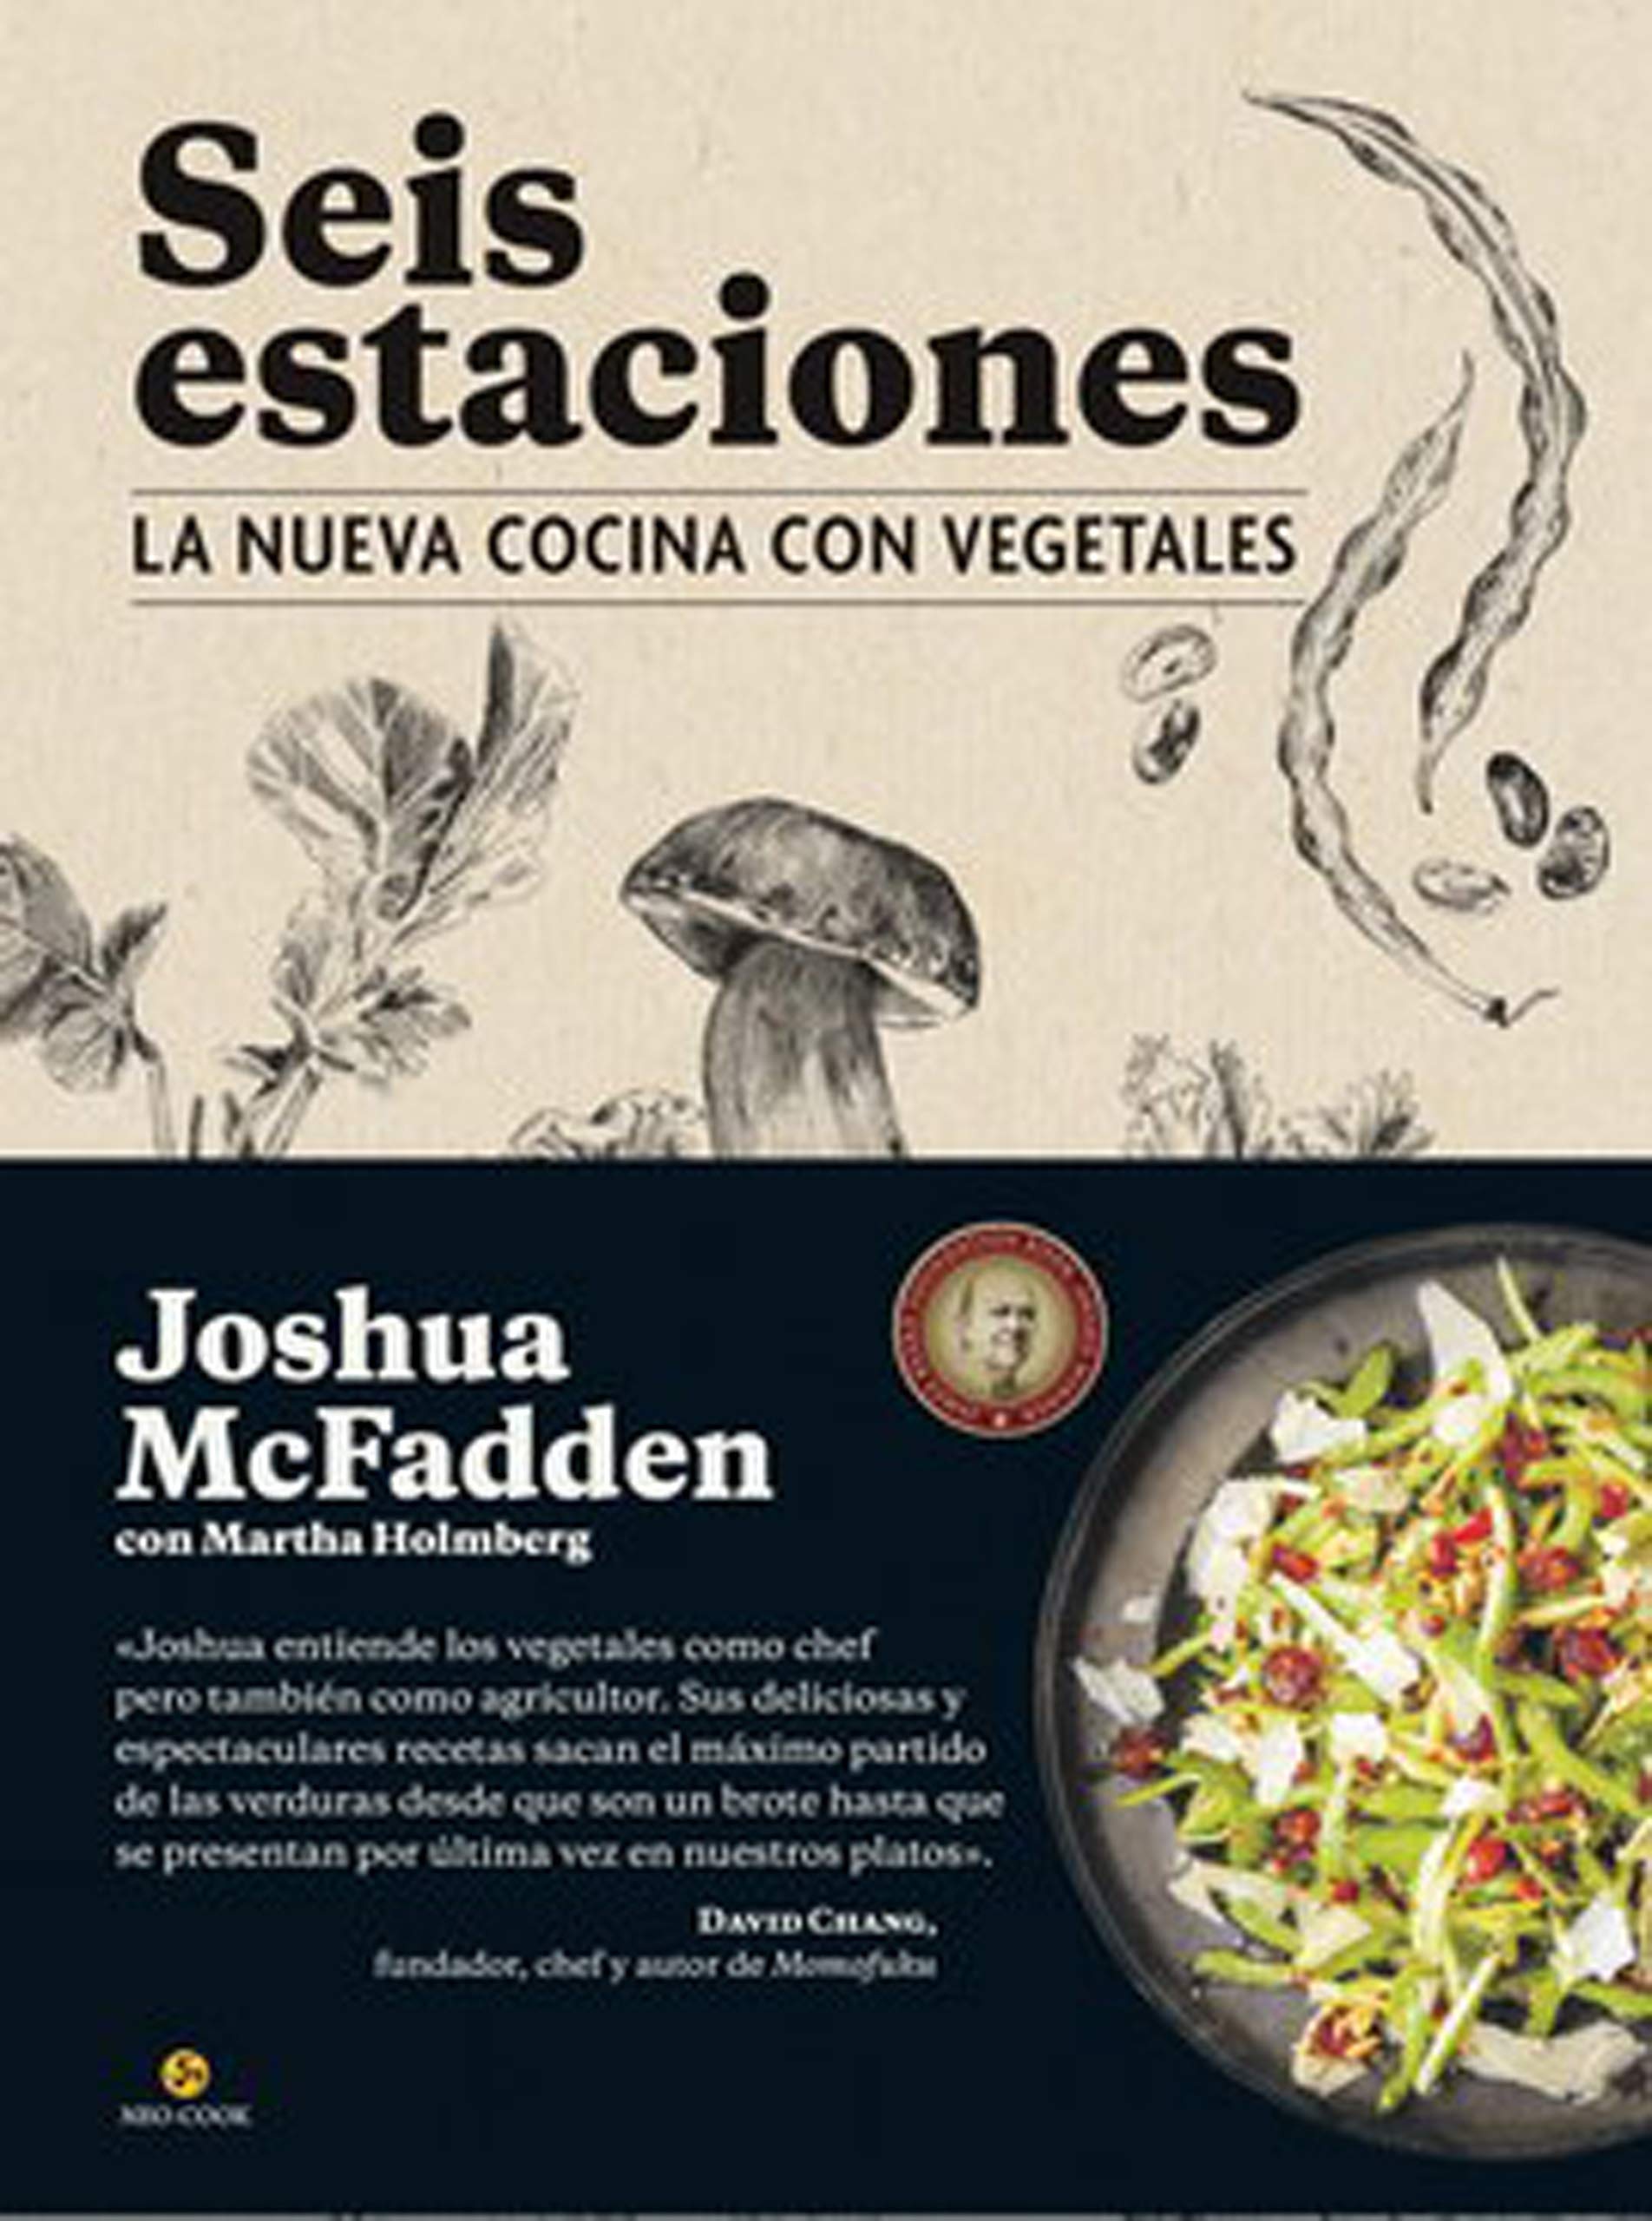 Seis
estaciones
LA NUEVA COCINA CON VEGETALES
Joshua
McFadden
con Martha Holmberg
«Joshua entiende los vegetales como chef
pero también como agricultor. Sus deliciosas y
espectaculares recetas sacan el máximo partido
de las verduras desde que son un brote hasta que
se presentan por última vez en nuestros platos».
DAVID CHANG,
fundador, chef y autor de Momofuku
NEO-COOK